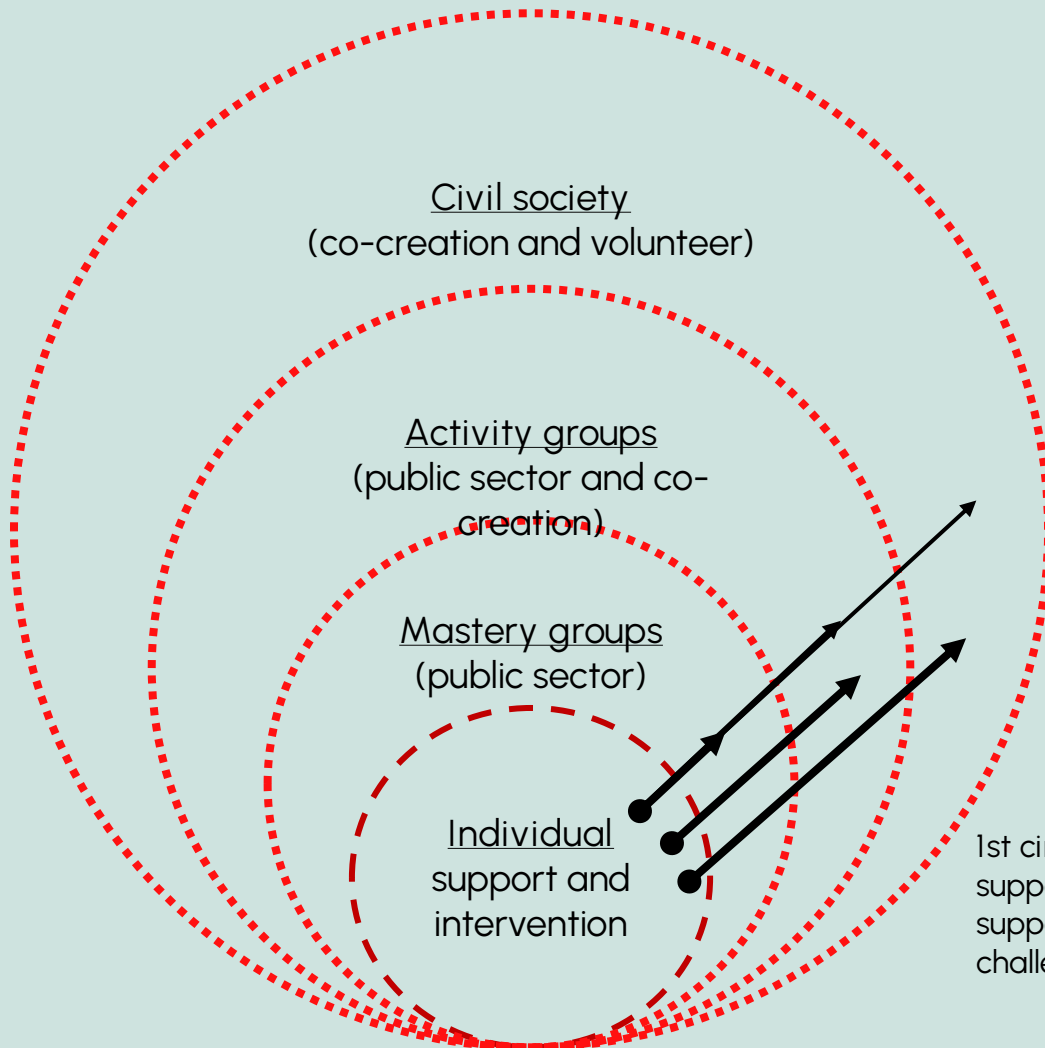 Civil society
(co-creation and volunteer)
Activity groups
(public sector and co-
creation)
Mastery groups
(public sector)
Individual
support and
intervention
1st